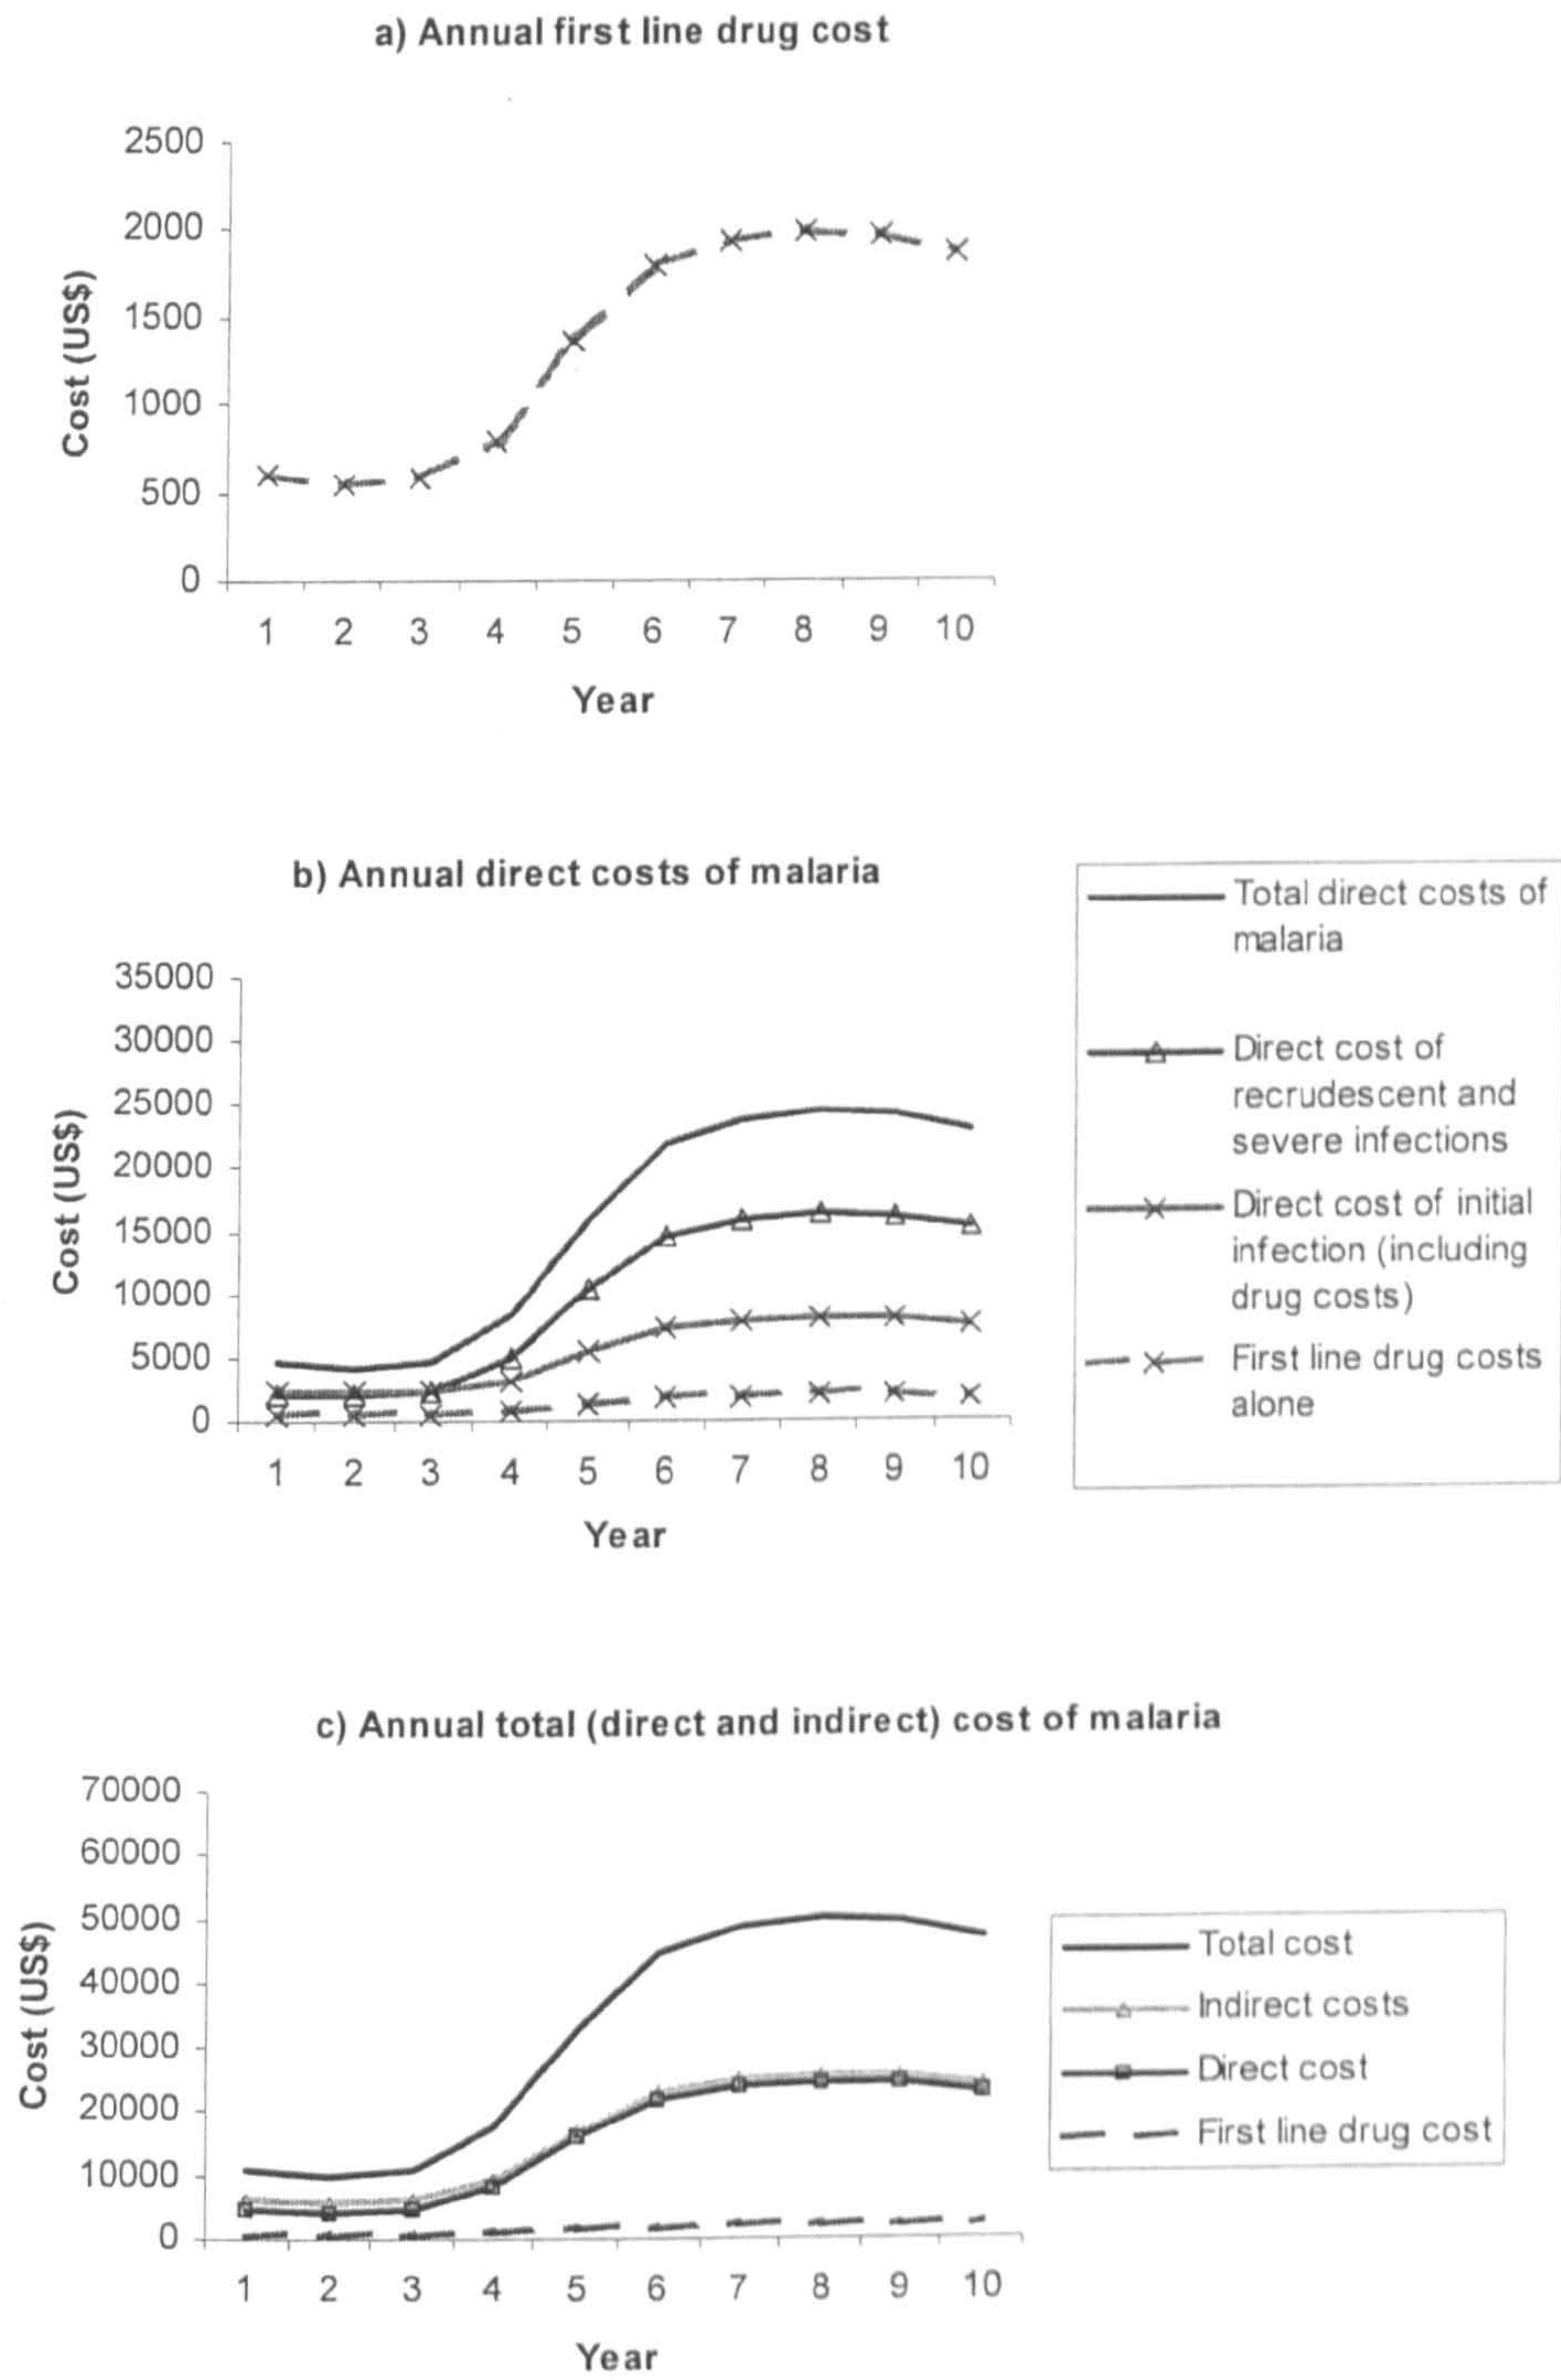 a) Annual first line drug cost
2500
2000
1500
1000
500
0
Cost (US$)
1 2 3 4 5 6 7 8 9 10
Year
b) Annual direct costs of malaria
35000
30000
25000
20000
15000
10000
5000
0
Cost (US$)
1 2 3 4 5 6 7 8 9 10
Year
Total direct costs of
malaria
Direct cost of
recrudescent and
severe infections
Direct cost of initial
infection (including
drug costs)
First line drug costs
alone
c) Annual total (direct and indirect) cost of malaria
70000
60000
50000
40000
30000
20000
10000
0
Cost (US$)
1 2 3 4 5 6 7 8 9 10
Year
Total cost
Indirect costs
Direct cost
First line drug cost